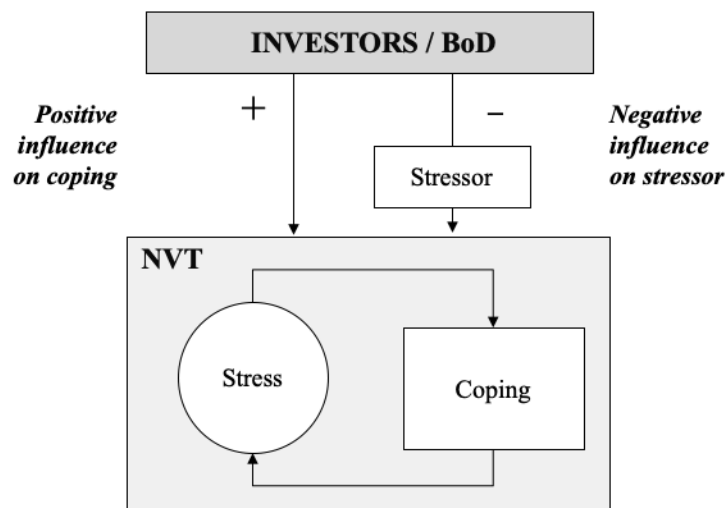 INVESTORS / BoD
Positive
influence
on coping
+
–
Negative
influence
on stressor
Stressor
NVT
Stress
Coping